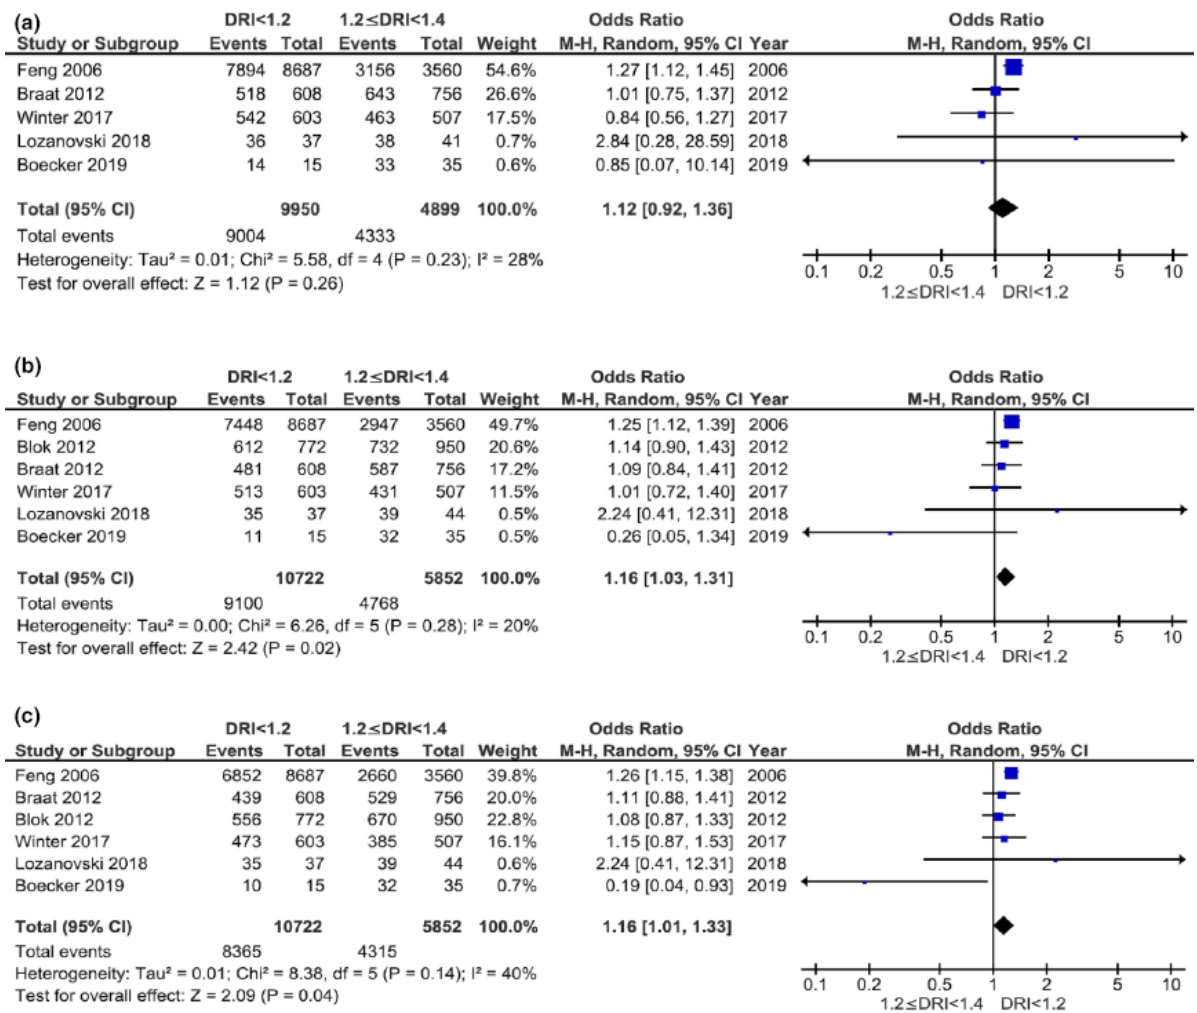 (a) DRI<1.2 1.2≤DRI<1.4 Odds Ratio Odds Ratio
Study or Subgroup Events Total Events Total Weight M-H, Random, 95% CI Year M-H, Random, 95% CI
Feng 2006 7894 8687 3156 3560 54.6% 1.27 [1.12, 1.45] 2006
Braat 2012 518 608 643 756 26.6% 1.01 [0.75, 1.37] 2012
Winter 2017 542 603 463 507 17.5% 0.84 [0.56, 1.27] 2017
Lozanovski 2018 36 37 38 41 0.7% 2.84 [0.28, 28.59] 2018
Boecker 2019 14 15 33 35 0.6% 0.85 [0.07, 10.14] 2019
Total (95% CI) 9950 4899 100.0% 1.12 [0.92, 1.36]
Total events 9004 4333
Heterogeneity: Tau² = 0.01; Chi² = 5.58, df = 4 (P = 0.23); I² = 28%
Test for overall effect: Z = 1.12 (P = 0.26)
0.1 0.2 0.5 1 2 5 10
1.2≤DRI<1.4 DRI<1.2
(b) DRI<1.2 1.2≤DRI<1.4 Odds Ratio Odds Ratio
Study or Subgroup Events Total Events Total Weight M-H, Random, 95% CI Year M-H, Random, 95% CI
Feng 2006 7448 8687 2947 3560 49.7% 1.25 [1.12, 1.39] 2006
Blok 2012 612 772 732 950 20.6% 1.14 [0.90, 1.43] 2012
Braat 2012 481 608 587 756 17.2% 1.09 [0.84, 1.41] 2012
Winter 2017 513 603 431 507 11.5% 1.01 [0.72, 1.40] 2017
Lozanovski 2018 35 37 39 44 0.5% 2.24 [0.41, 12.31] 2018
Boecker 2019 11 15 32 35 0.5% 0.26 [0.05, 1.34] 2019
Total (95% CI) 10722 5852 100.0% 1.16 [1.03, 1.31]
Total events 9100 4768
Heterogeneity: Tau² = 0.00; Chi² = 6.26, df = 5 (P = 0.28); I² = 20%
Test for overall effect: Z = 2.42 (P = 0.02)
0.1 0.2 0.5 1 2 5 10
1.2≤DRI<1.4 DRI<1.2
(c) DRI<1.2 1.2≤DRI<1.4 Odds Ratio Odds Ratio
Study or Subgroup Events Total Events Total Weight M-H, Random, 95% CI Year M-H, Random, 95% CI
Feng 2006 6852 8687 2660 3560 39.8% 1.26 [1.15, 1.38] 2006
Braat 2012 439 608 529 756 20.0% 1.11 [0.88, 1.41] 2012
Blok 2012 556 772 670 950 22.8% 1.08 [0.87, 1.33] 2012
Winter 2017 473 603 385 507 16.1% 1.15 [0.87, 1.53] 2017
Lozanovski 2018 35 37 39 44 0.6% 2.24 [0.41, 12.31] 2018
Boecker 2019 10 15 32 35 0.7% 0.19 [0.04, 0.93] 2019
Total (95% CI) 10722 5852 100.0% 1.16 [1.01, 1.33]
Total events 8365 4315
Heterogeneity: Tau² = 0.01; Chi² = 8.38, df = 5 (P = 0.14); I² = 40%
Test for overall effect: Z = 2.09 (P = 0.04)
0.1 0.2 0.5 1 2 5 10
1.2≤DRI<1.4 DRI<1.2